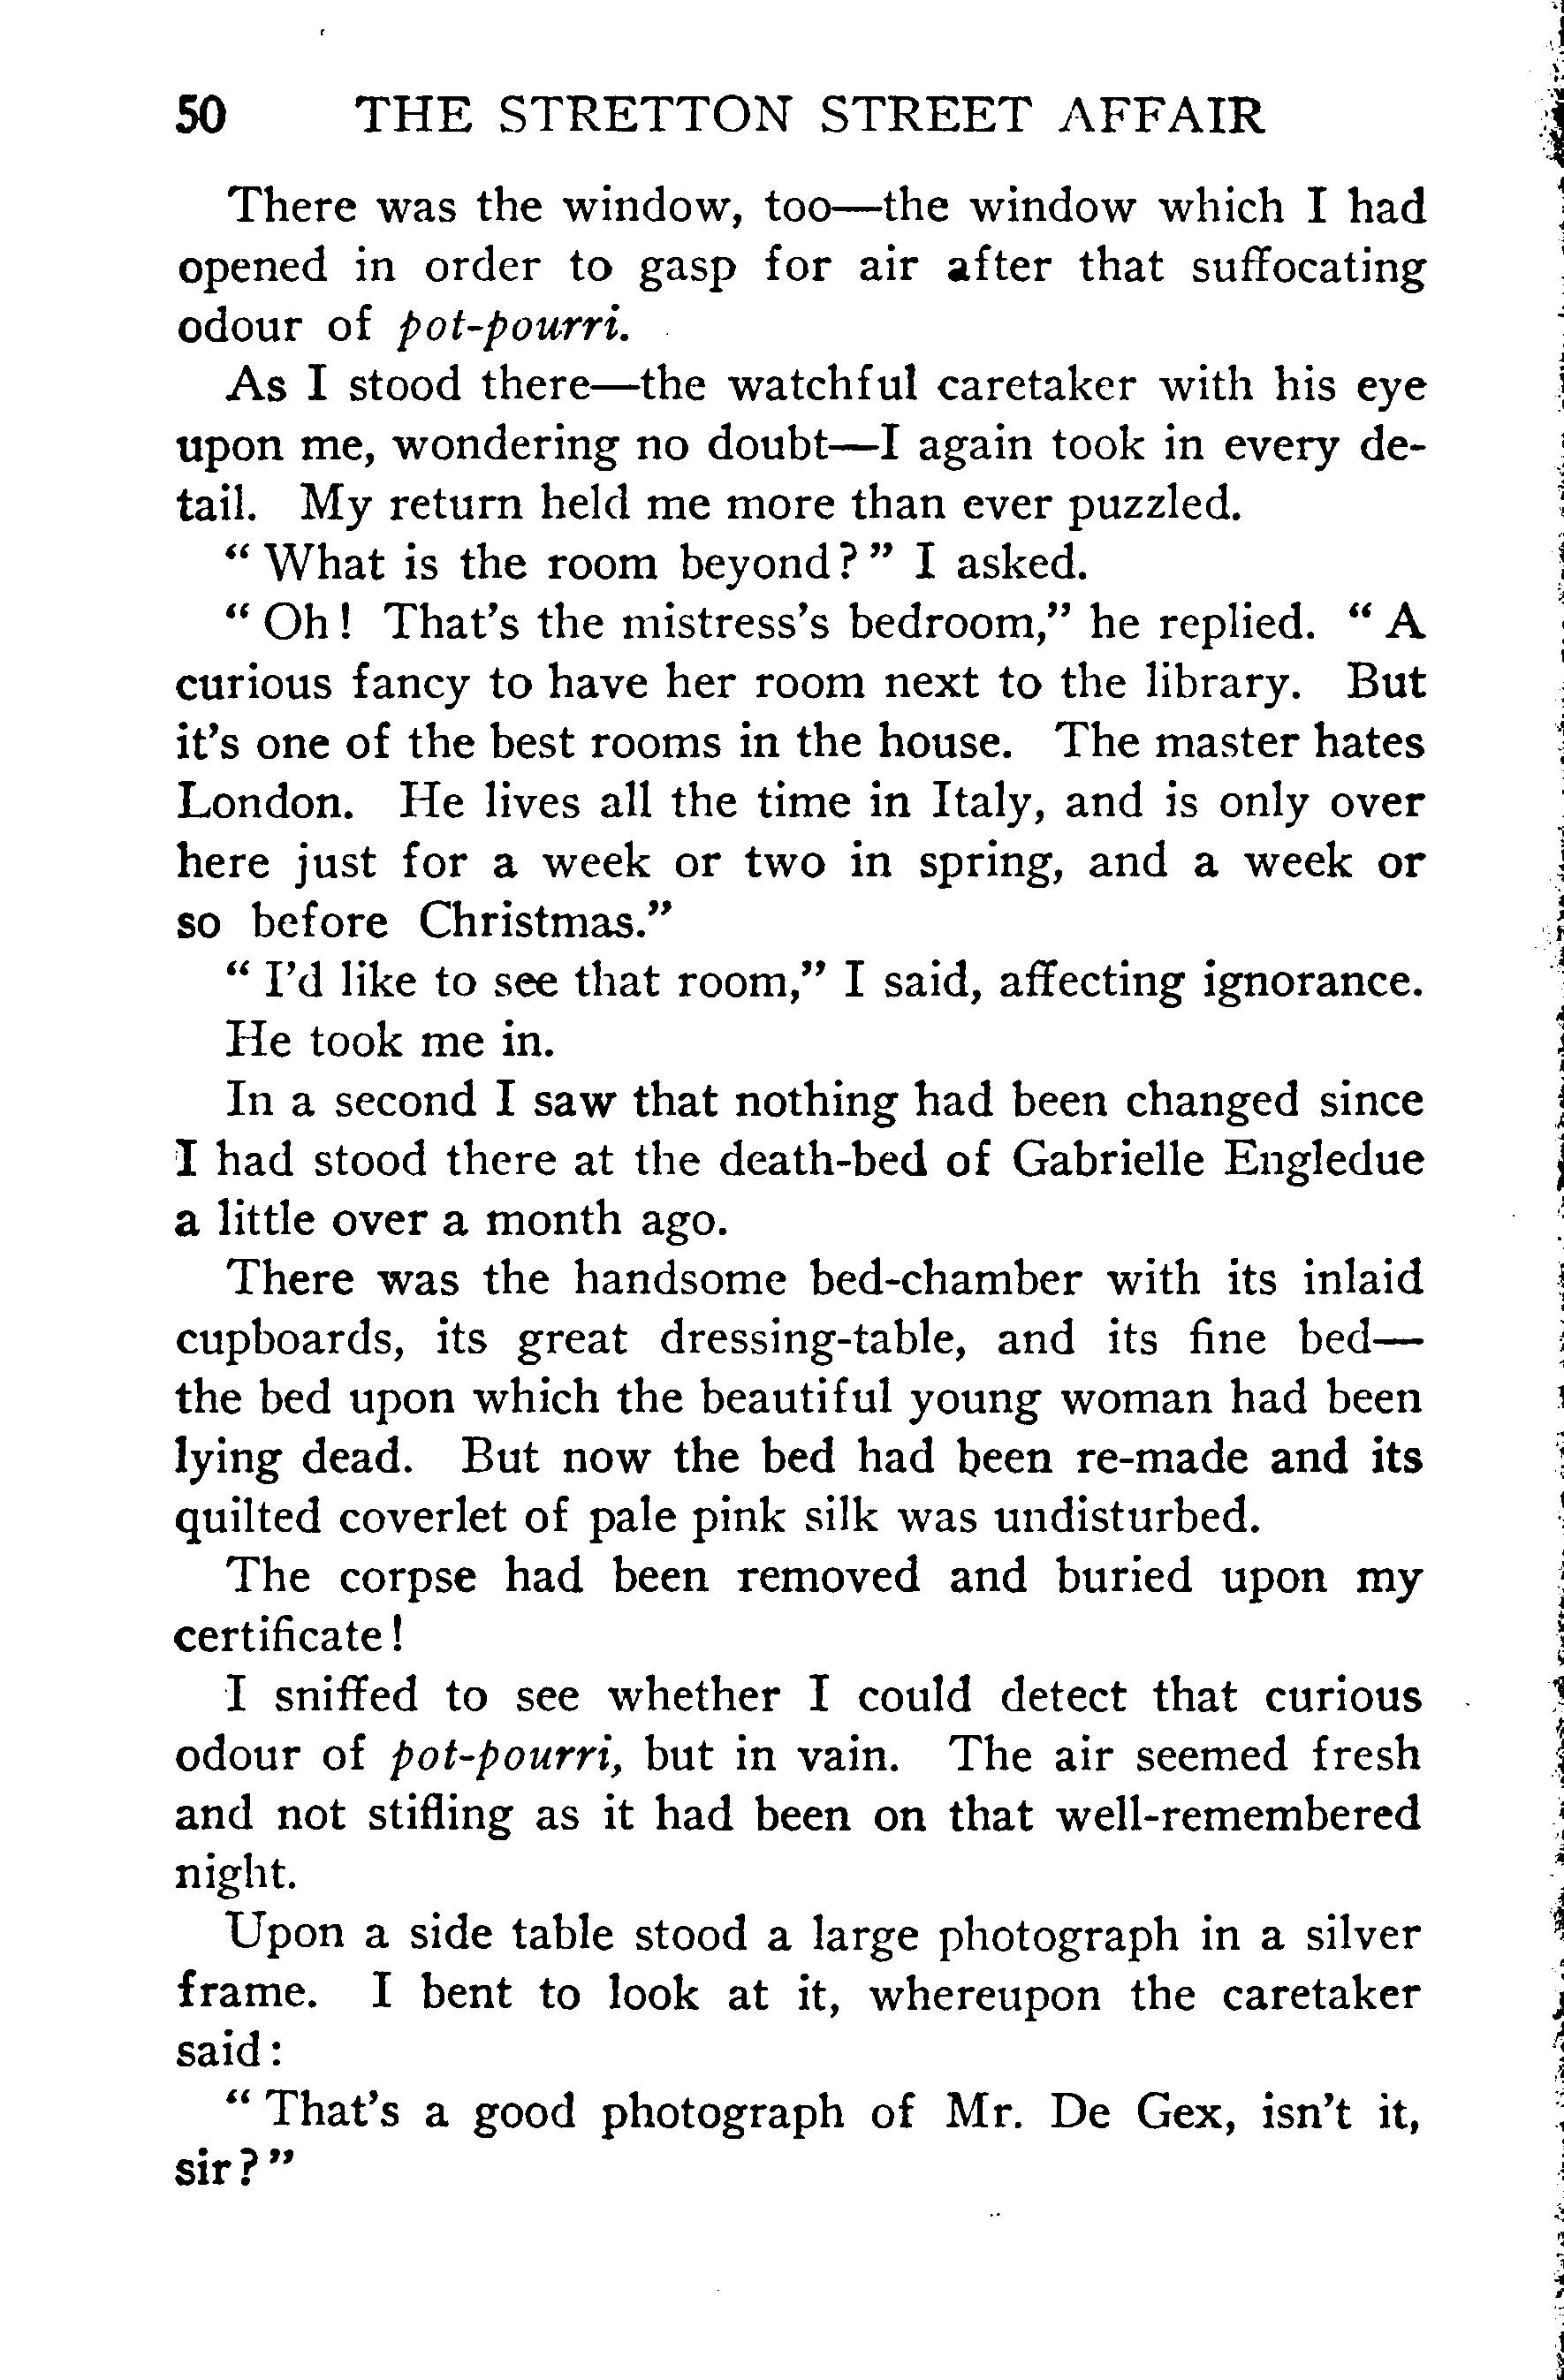 50 THE STRETTON STREET AFFAIR
There was the window, too—the window which I had
opened in order to gasp for air after that suffocating
odour of pot-pourri.
As I stood there—the watchful caretaker with his eye
upon me, wondering no doubt—I again took in every de-
tail. My return held me more than ever puzzled.
“ What is the room beyond? ” I asked.
“ Oh! That’s the mistress’s bedroom,” he replied. “ A
curious fancy to have her room next to the library. But
it’s one of the best rooms in the house. The master hates
London. He lives all the time in Italy, and is only over
here just for a week or two in spring, and a week or
so before Christmas.”
“ I’d like to see that room,” I said, affecting ignorance.
He took me in.
In a second I saw that nothing had been changed since
I had stood there at the death-bed of Gabrielle Engledue
a little over a month ago.
There was the handsome bed-chamber with its inlaid
cupboards, its great dressing-table, and its fine bed—
the bed upon which the beautiful young woman had been
lying dead. But now the bed had been re-made and its
quilted coverlet of pale pink silk was undisturbed.
The corpse had been removed and buried upon my
certificate!
I sniffed to see whether I could detect that curious
odour of pot-pourri, but in vain. The air seemed fresh
and not stifling as it had been on that well-remembered
night.
Upon a side table stood a large photograph in a silver
frame. I bent to look at it, whereupon the caretaker
said:
“ That’s a good photograph of Mr. De Gex, isn’t it,
sir? ”